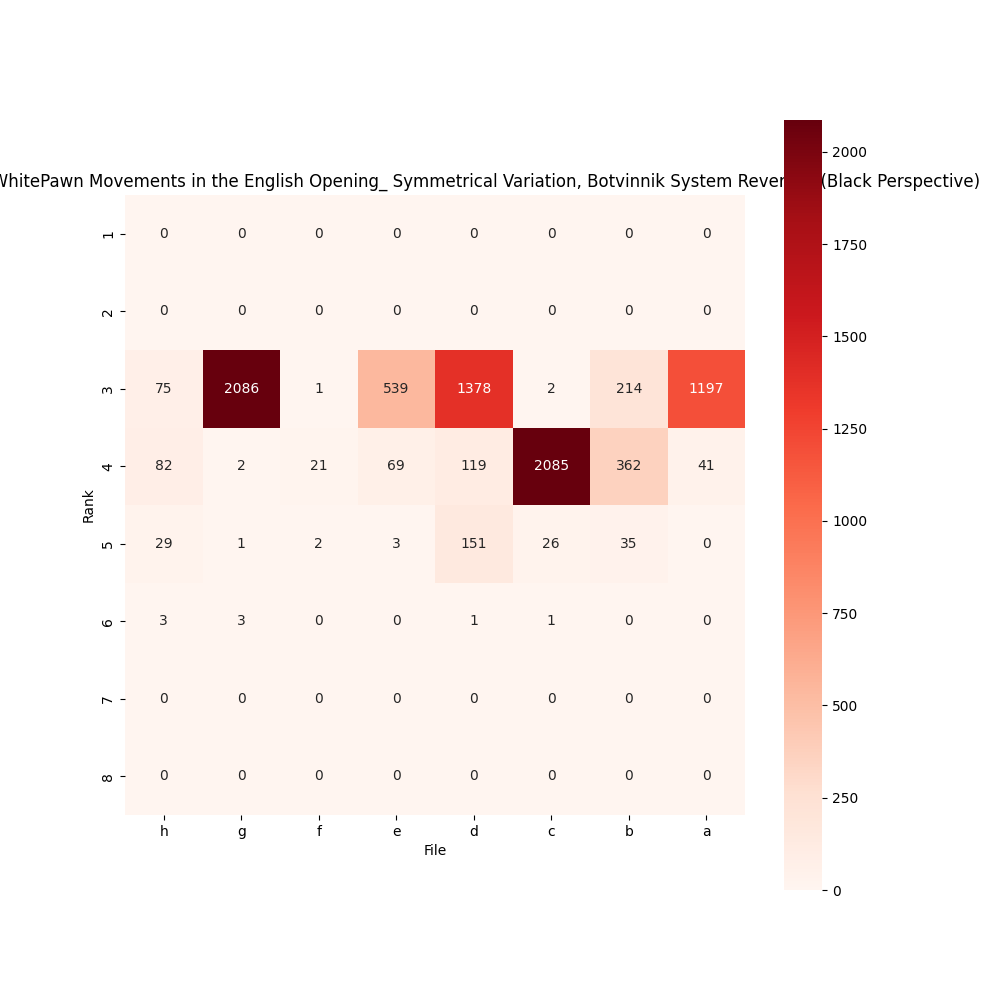 WhitePawn Movements in the English Opening_ Symmetrical Variation, Botvinnik System (Black Perspective)
1 0 0 0 0 0 0 0 0
2 0 0 0 0 0 0 0 0
3 75 2086 1 539 1378 2 214 1197
4 82 2 21 69 119 2085 362 41
5 29 1 2 3 151 26 35 0
6 3 3 0 0 1 1 0 0
7 0 0 0 0 0 0 0 0
8 0 0 0 0 0 0 0 0
h g f e d c b a
File
Rank
2000
1750
1500
1250
1000
750
500
250
0